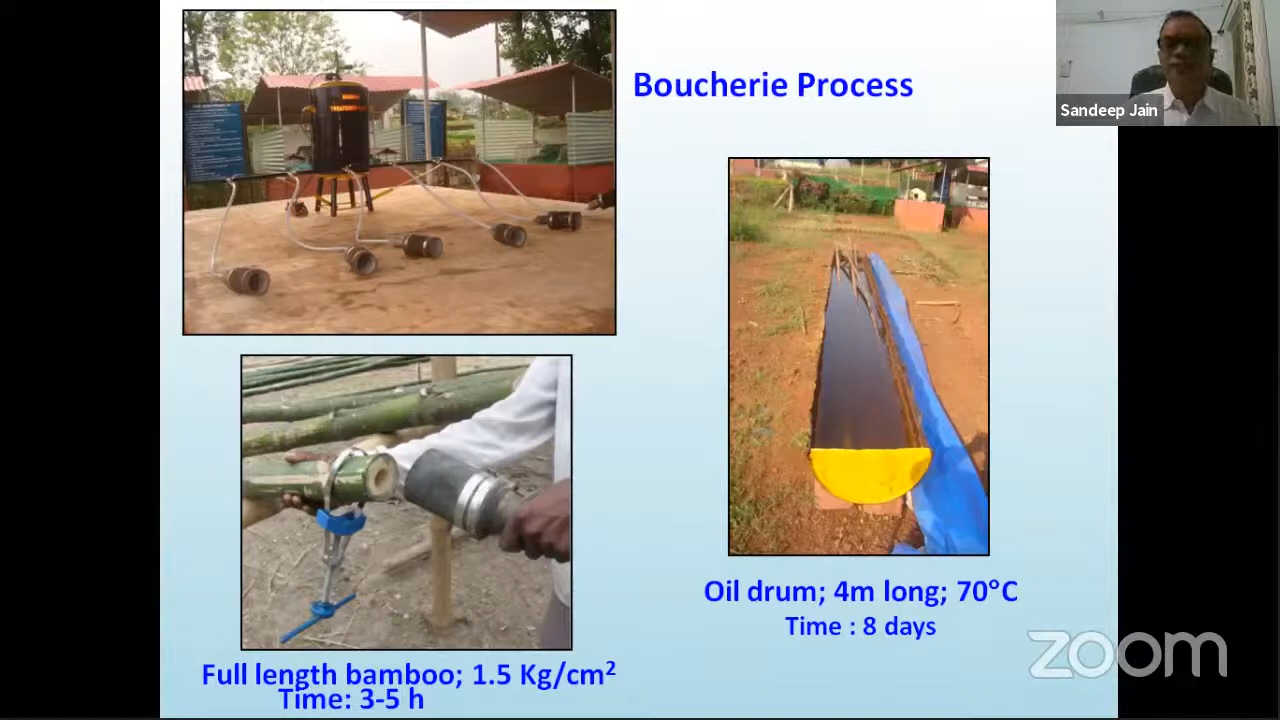 Boucherie Process
Sandeep Jain
Full length bamboo; 1.5 Kg/cm²
Time: 3-5 h
Oil drum; 4m long; 70°C
Time : 8 days
zoom